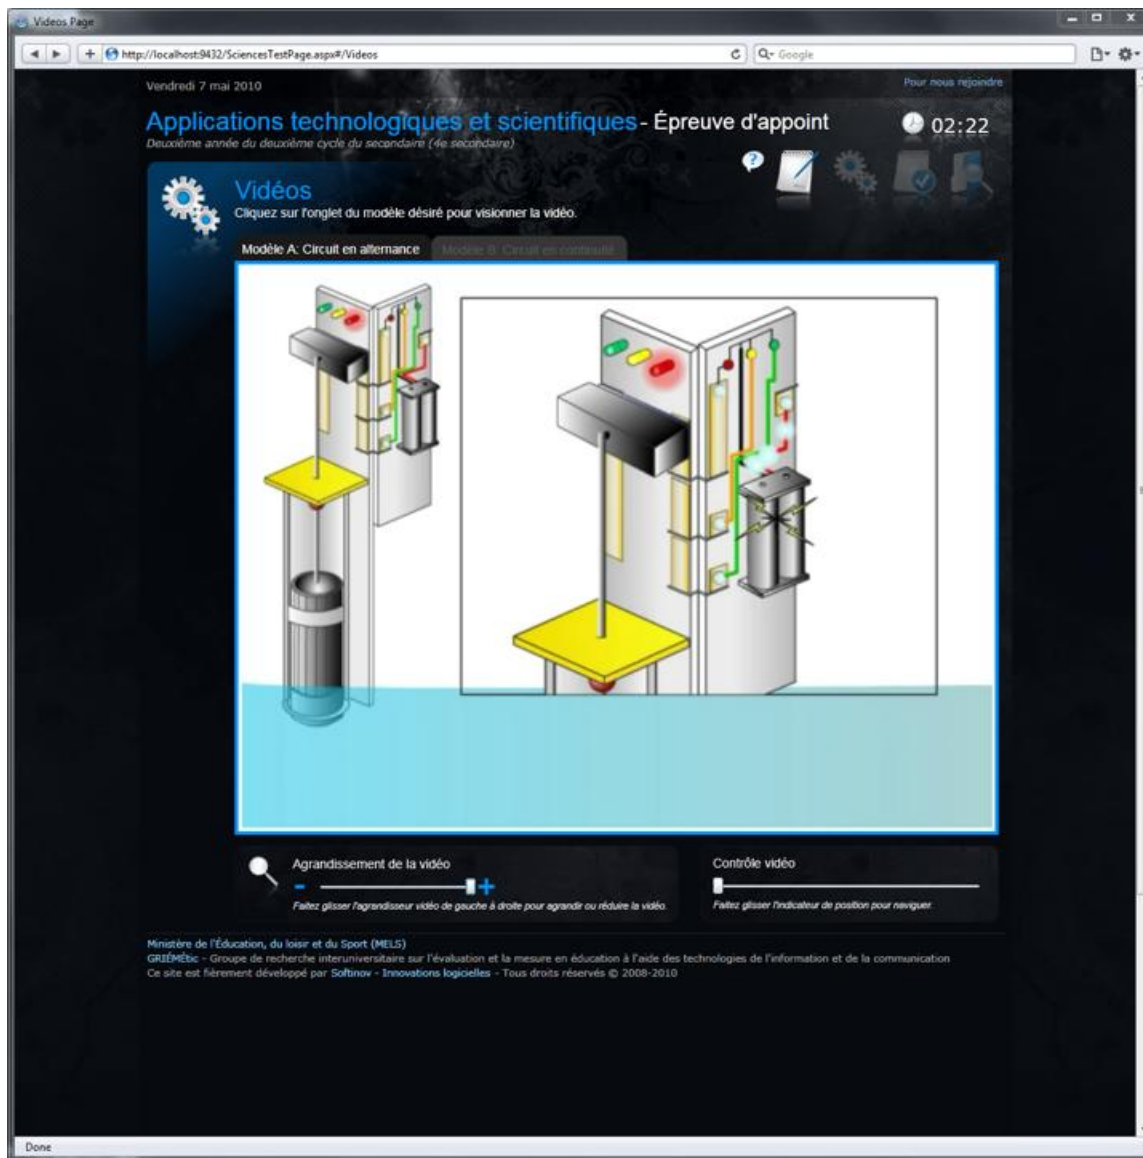 Videos Page
http://localhost:9432/SciencesTestPage.aspx#/Videos
Google
Vendredi 7 mai 2010
Pour nous rejoindre
Applications technologiques et scientifiques - Épreuve d'appoint
02:22
Deuxième année du deuxième cycle du secondaire (4e secondaire)
?
Vidéos
Cliquez sur l'onglet du modèle désiré pour visionner la vidéo.
Modèle A: Circuit en alternance
Modèle B: Circuit en continuité
Agrandissement de la vidéo
- +
Faitez glisser l'agrandisseur vidéo de gauche à droite pour agrandir ou réduire la vidéo.
Contrôle vidéo
Faitez glisser l'indicateur de position pour naviguer.
Ministère de l'Éducation, du loisir et du Sport (MELS)
GRIÉMÉtic - Groupe de recherche interuniversitaire sur l'évaluation et la mesure en éducation à l'aide des technologies de l'information et de la communication
Ce site est fièrement développé par Softinov - Innovations logicielles - Tous droits réservés © 2008-2010
Done